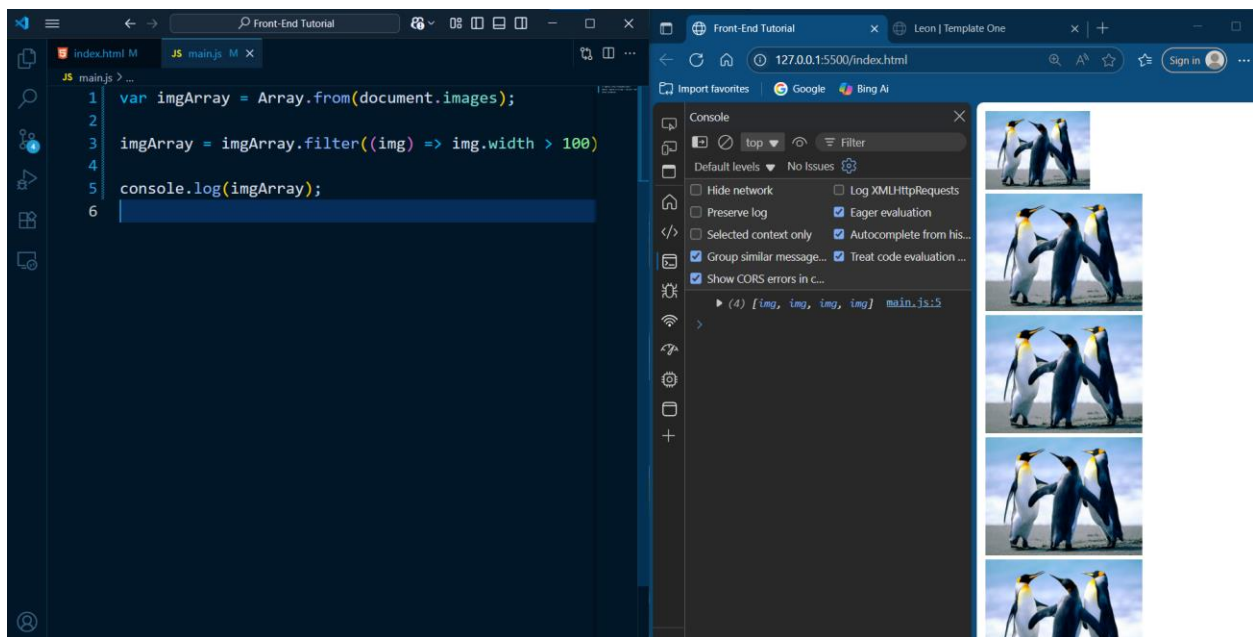 Front-End Tutorial
index.html M
JS main.js M
JS main.js > ...
1 var imgArray = Array.from(document.images);
2
3 imgArray = imgArray.filter((img) => img.width > 100)
4
5 console.log(imgArray);
6
4
Front-End Tutorial
Leon | Template One
127.0.0.1:5500/index.html
Sign in
Import favorites
Google
Bing Ai
Console
top
Filter
Default levels
No Issues
Hide network
Log XMLHttpRequests
Preserve log
Eager evaluation
Selected context only
Autocomplete from his...
Group similar message...
Treat code evaluation ...
Show CORS errors in c...
(4) [img, img, img, img] main.js:5